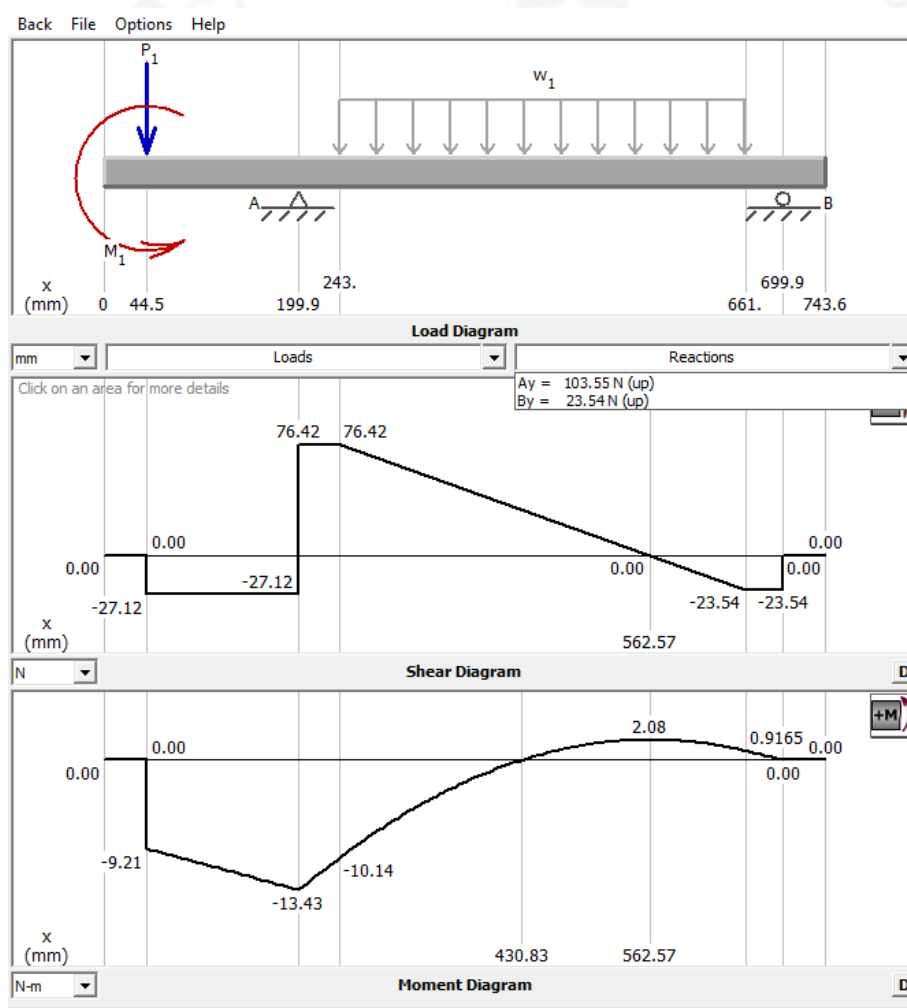 Back File Options Help
P1
w1
A
B
M1
243.
699.9
x
(mm) 0 44.5 199.9 661. 743.6
Load Diagram
mm Loads Reactions
Click on an area for more details
Ay = 103.55 N (up)
By = 23.54 N (up)
76.42 76.42
0.00 0.00
0.00 0.00 0.00
-27.12
-27.12 -23.54 -23.54
x
(mm) 562.57
N Shear Diagram D
+M
2.08
0.00 0.9165 0.00
0.00 0.00
-9.21 -10.14
-13.43
x
(mm) 430.83 562.57
N-m Moment Diagram D